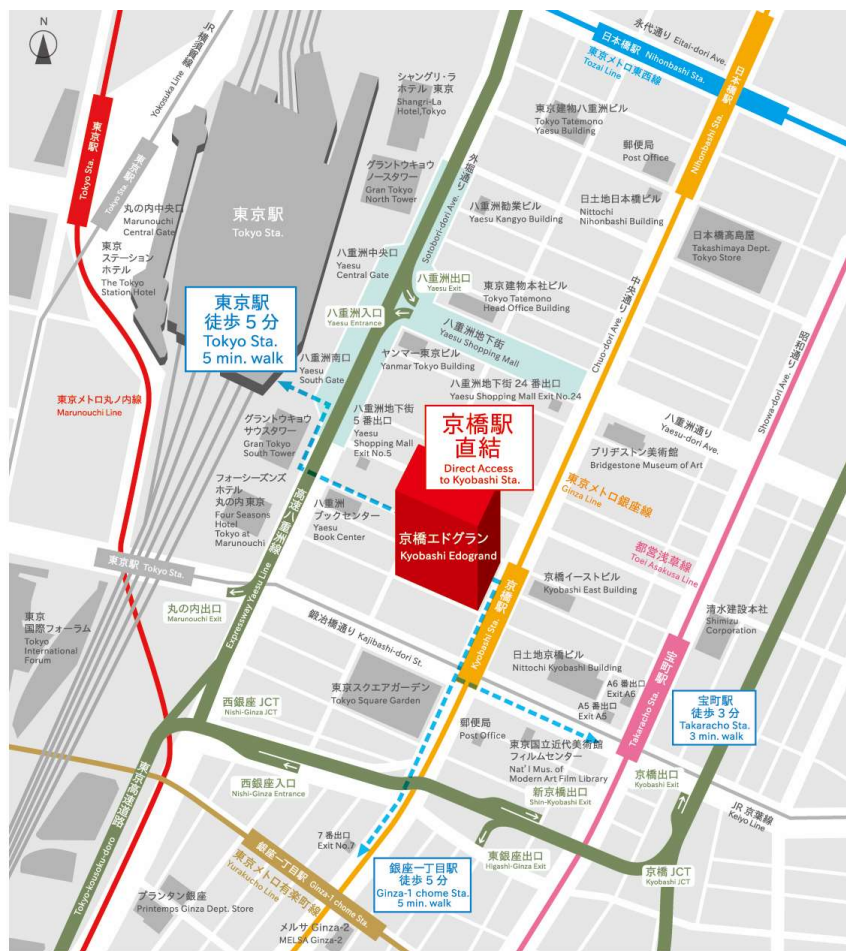 N
JR 横須賀線
Yokosuka Line
東京駅
Tokyo Sta.
東京駅
Tokyo Sta.
丸の内中央口
Marunouchi
Central Gate
東京
ステーション
ホテル
The Tokyo
Station Hotel
東京駅
Tokyo Sta.
シャングリ・ラ
ホテル 東京
Shangri-La
Hotel,Tokyo
グラントウキョウ
ノースタワー
Gran Tokyo
North Tower
外堀通り
Sotobori-dori Ave.
永代通り Eitai-dori Ave.
日本橋駅 Nihonbashi Sta.
東京メトロ東西線
Tozai Line
日本橋駅
Nihonbashi Sta.
東京建物八重洲ビル
Tokyo Tatemono
Yaesu Building
郵便局
Post Office
八重洲勧業ビル
Yaesu Kangyo Building
日土地日本橋ビル
Nittochi
Nihonbashi Building
日本橋髙島屋
Takashimaya Dept.
Tokyo Store
八重洲中央口
Yaesu
Central Gate
八重洲出口
Yaesu Exit
東京建物本社ビル
Tokyo Tatemono
Head Office Building
中央通り
Chuo-dori Ave.
昭和通り
Showa-dori Ave.
東京駅
徒歩 5 分
Tokyo Sta.
5 min. walk
八重洲入口
Yaesu Entrance
八重洲地下街
Yaesu Shopping Mall
八重洲南口
Yaesu
South Gate
ヤンマー東京ビル
Yanmar Tokyo Building
八重洲地下街 24 番出口
Yaesu Shopping Mall Exit No.24
東京メトロ丸ノ内線
Marunouchi Line
グラントウキョウ
サウスタワー
Gran Tokyo
South Tower
八重洲地下街
5 番出口
Yaesu
Shopping Mall
Exit No.5
京橋駅
直結
Direct Access
to Kyobashi Sta.
八重洲通り
Yaesu-dori Ave.
ブリヂストン美術館
Bridgestone Museum of Art
東京メトロ銀座線
Ginza Line
フォーシーズンズ
ホテル
丸の内 東京
Four Seasons
Hotel
Tokyo at
Marunouchi
八重洲
ブックセンター
Yaesu
Book Center
高速八重洲線
Expressway Yaesu Line
京橋エドグラン
Kyobashi Edogrand
都営浅草線
Toei Asakusa Line
東京駅 Tokyo Sta.
丸の内出口
Marunouchi Exit
鍛冶橋通り Kajibashi-dori St.
京橋駅
Kyobashi Sta.
京橋イーストビル
Kyobashi East Building
清水建設本社
Shimizu
Corporation
東京
国際フォーラム
Tokyo
International
Forum
日土地京橋ビル
Nittochi Kyobashi Building
宝町駅
Takaracho Sta.
A6 番出口
Exit A6
A5 番出口
Exit A5
宝町駅
徒歩 3 分
Takaracho Sta.
3 min. walk
西銀座 JCT
Nishi-Ginza JCT
東京スクエアガーデン
Tokyo Square Garden
郵便局
Post Office
東京国立近代美術館
フィルムセンター
Nat'l Mus. of
Modern Art Film Library
西銀座入口
Nishi-Ginza Entrance
新京橋出口
Shin-Kyobashi Exit
京橋出口
Kyobashi Exit
JR 京葉線
Keiyo Line
東京高速道路
Tokyo-kousoku-doro
7 番出口
Exit No.7
東銀座出口
Higashi-Ginza Exit
京橋 JCT
Kyobashi JCT
銀座一丁目駅 Ginza-1 chome Sta.
東京メトロ有楽町線
Yurakucho Line
銀座一丁目駅
徒歩 5 分
Ginza-1 chome Sta.
5 min. walk
プランタン銀座
Printemps Ginza Dept. Store
メルサ Ginza-2
MELSA Ginza-2